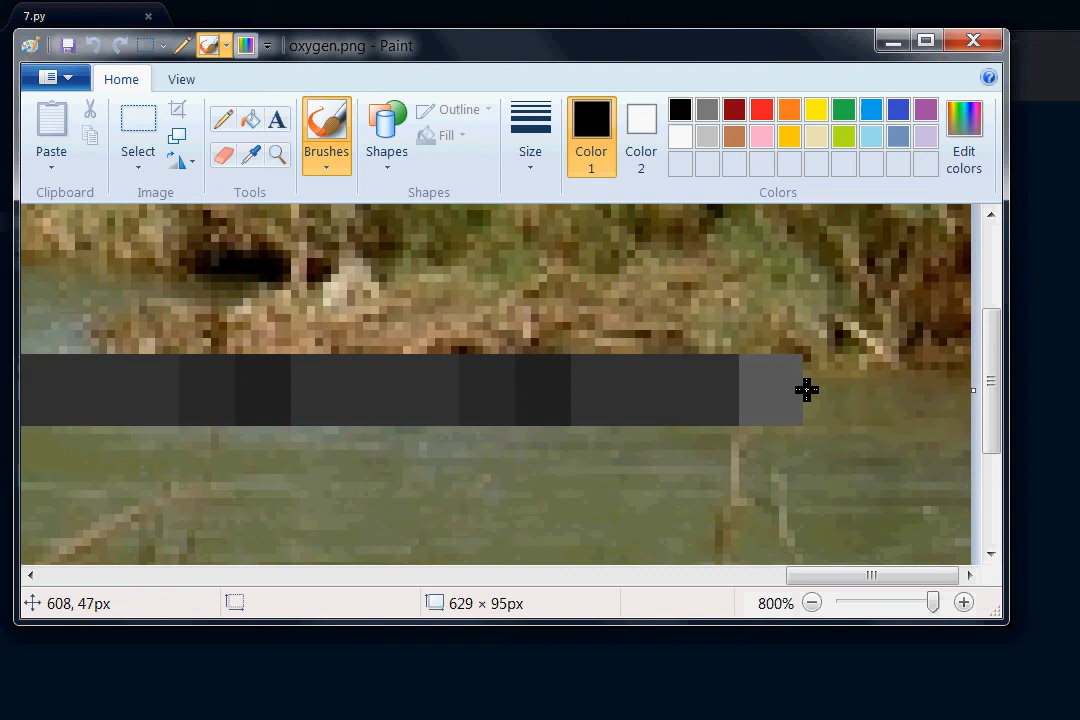 7.py
oxygen.png - Paint
Home View
Paste
Select
A
Brushes
Shapes
Outline
Fill
Size
Color 1
Color 2
Edit colors
Clipboard Image Tools Shapes Colors
608, 47px
629 × 95px
800%